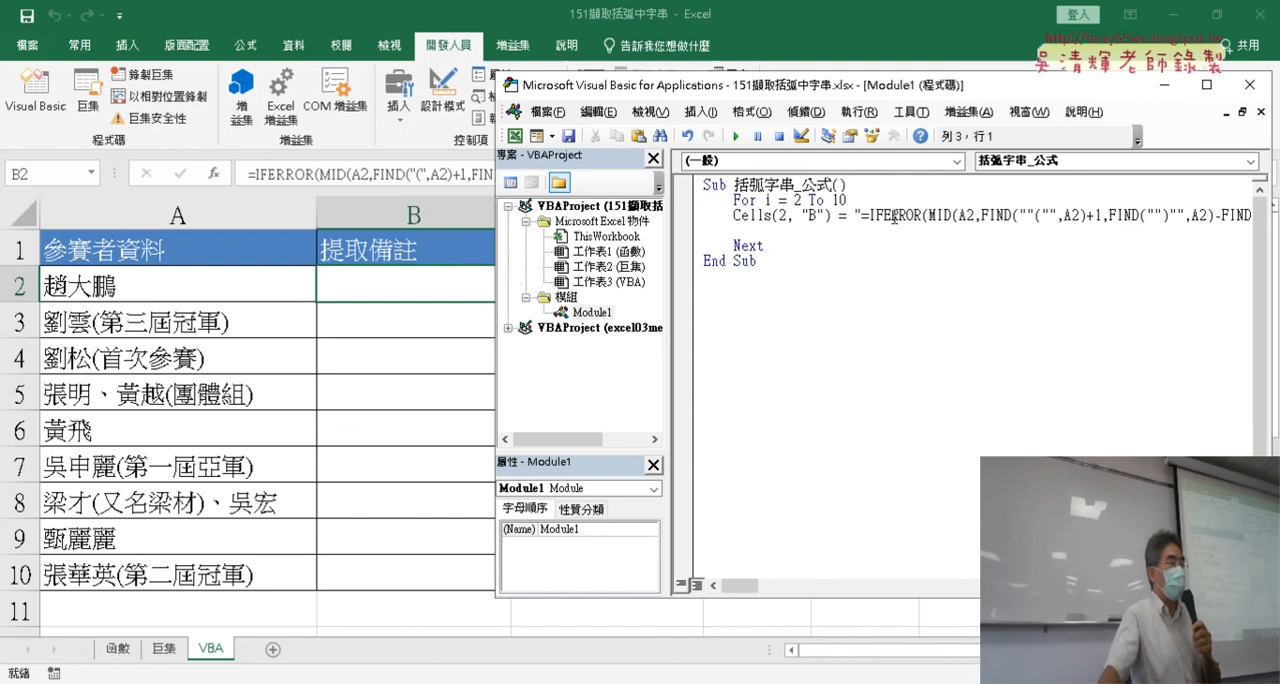 151擷取括弧中字串 - Excel
登入
http://terry55wu.blogspot.tw
吳清輝老師錄製
檔案 常用 插入 版面配置 公式 資料 校閱 檢視 開發人員 增益集 說明 告訴我您想做什麼 共用
Visual Basic 巨集 錄製巨集 以相對位置錄製 巨集安全性
程式碼
增益集 Excel 增益集 COM 增益集
增益集
插入 設計模式
控制項
B2
=IFERROR(MID(A2,FIND("(",A2)+1,FIN
A B
1 參賽者資料 提取備註
2 趙大鵬
3 劉雲(第三屆冠軍)
4 劉松(首次參賽)
5 張明、黃越(團體組)
6 黃飛
7 吳申麗(第一屆亞軍)
8 梁才(又名梁材)、吳宏
9 甄麗麗
10 張華英(第二屆冠軍)
11
函數 巨集 VBA
就緒
Microsoft Visual Basic for Applications - 151擷取括弧中字串.xlsx - [Module1 (程式碼)]
檔案(F) 編輯(E) 檢視(V) 插入(I) 格式(O) 偵錯(D) 執行(R) 工具(T) 增益集(A) 視窗(W) 說明(H)
列 3，行 1
專案 - VBAProject
VBAProject (151擷取括
Microsoft Excel 物件
ThisWorkbook
工作表1 (函數)
工作表2 (巨集)
工作表3 (VBA)
模組
Module1
VBAProject (excel03me
屬性 - Module1
Module1 Module
字母順序 性質分類
(Name) Module1
(一般) 括弧字串_公式
Sub 括弧字串_公式()
For i = 2 To 10
Cells(2, "B") = "=IFERROR(MID(A2,FIND(""("",A2)+1,FIND("")"",A2)-FIND
Next
End Sub